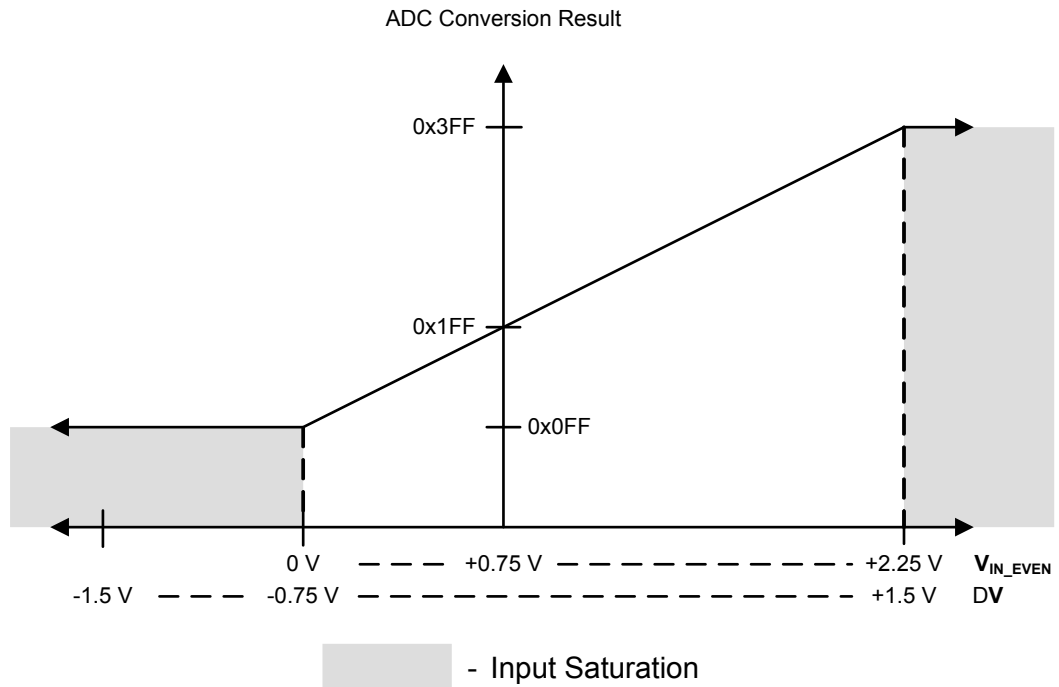 ADC Conversion Result
0x3FF
0x1FF
0x0FF
0 V +0.75 V +2.25 V VIN_EVEN
-1.5 V -0.75 V +1.5 V DV
- Input Saturation